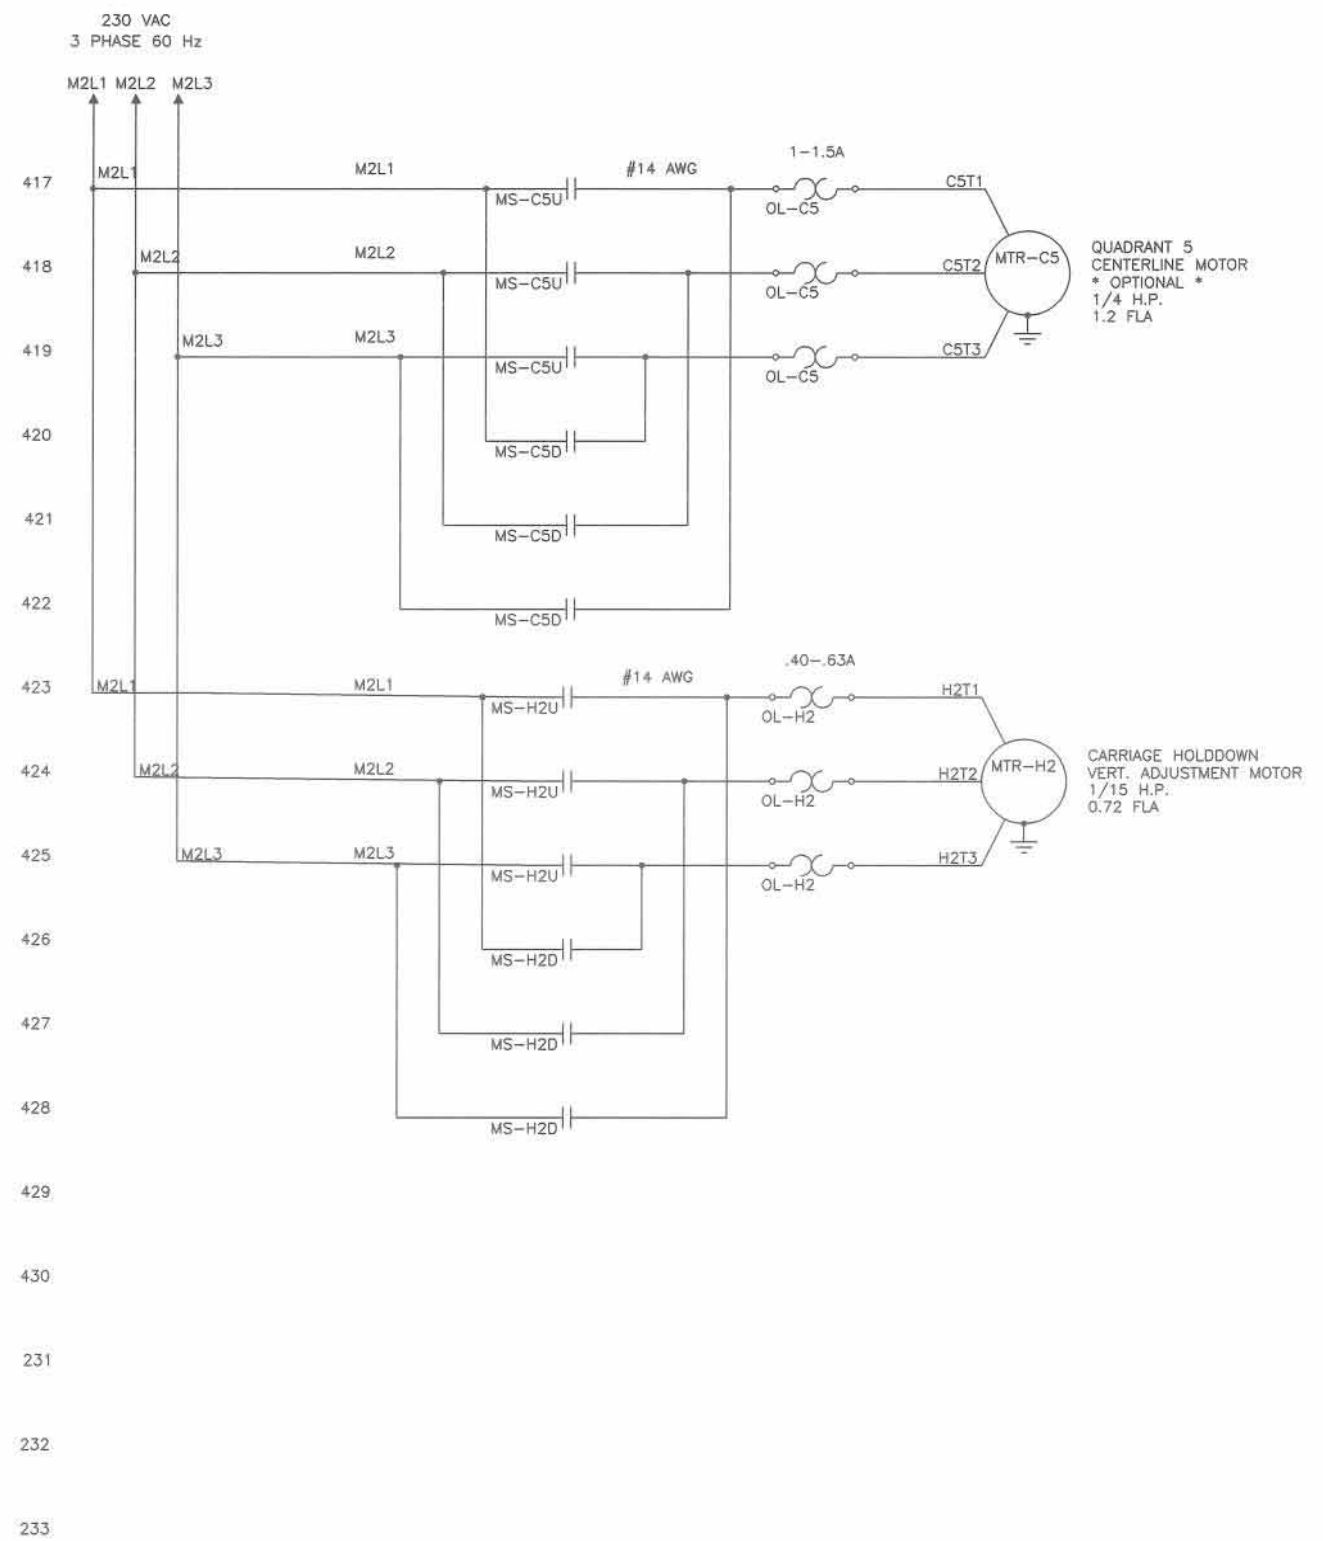 230 VAC
3 PHASE 60 Hz
M2L1 M2L2 M2L3
1-1.5A
417 M2L1 M2L1 #14 AWG C5T1
MS-C5U OL-C5
418 M2L2 M2L2 C5T2 MTR-C5
MS-C5U OL-C5
QUADRANT 5
CENTERLINE MOTOR
* OPTIONAL *
1/4 H.P.
1.2 FLA
419 M2L3 M2L3 C5T3
MS-C5U OL-C5
420
MS-C5D
421
MS-C5D
422
MS-C5D
.40-.63A
423 M2L1 M2L1 #14 AWG H2T1
MS-H2U OL-H2
424 M2L2 M2L2 H2T2 MTR-H2
MS-H2U OL-H2
CARRIAGE HOLDDOWN
VERT. ADJUSTMENT MOTOR
1/15 H.P.
0.72 FLA
425 M2L3 M2L3 H2T3
MS-H2U OL-H2
426
MS-H2D
427
MS-H2D
428
MS-H2D
429
430
231
232
233